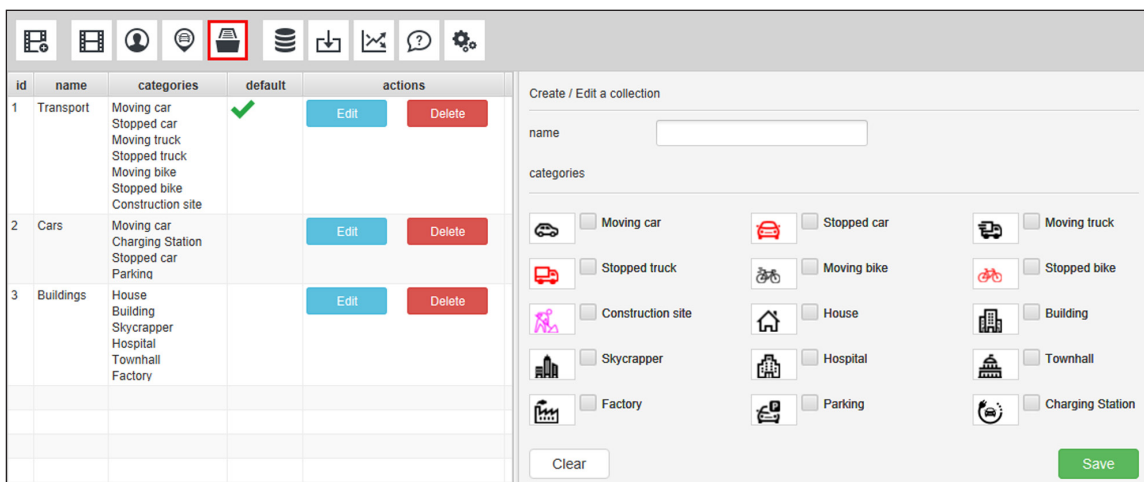 id name categories default actions
1 Transport Moving car Edit Delete
Stopped car
Moving truck
Stopped truck
Moving bike
Stopped bike
Construction site
2 Cars Moving car Edit Delete
Charging Station
Stopped car
Parking
3 Buildings House Edit Delete
Building
Skycrapper
Hospital
Townhall
Factory
Create / Edit a collection
name
categories
Moving car Stopped car Moving truck
Stopped truck Moving bike Stopped bike
Construction site House Building
Skycrapper Hospital Townhall
Factory Parking Charging Station
Clear Save